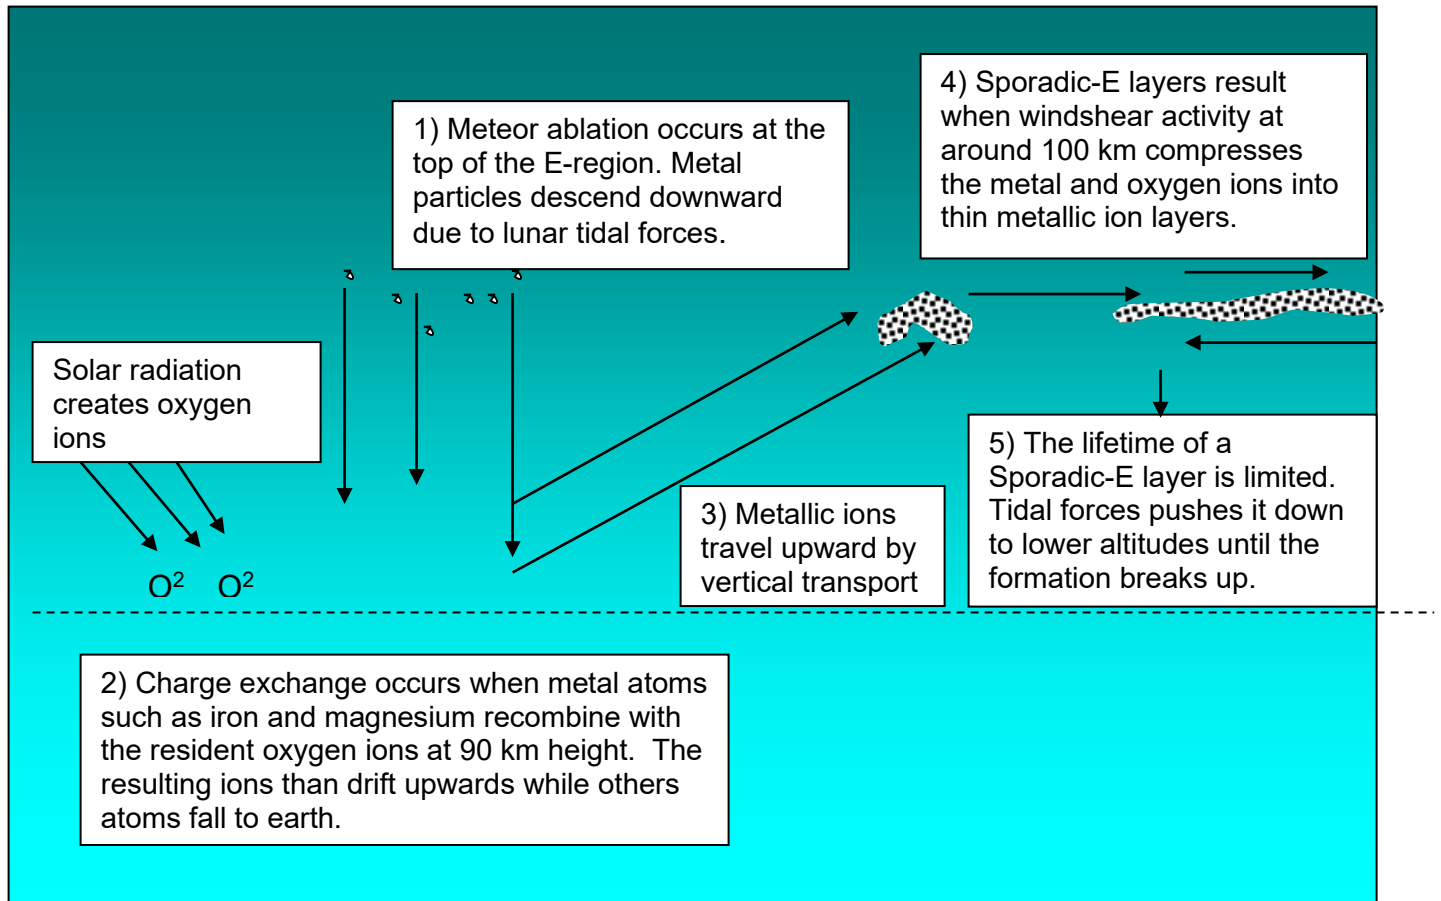 1) Meteor ablation occurs at the
top of the E-region. Metal
particles descend downward
due to lunar tidal forces.
4) Sporadic-E layers result
when windshear activity at
around 100 km compresses
the metal and oxygen ions into
thin metallic ion layers.
Solar radiation
creates oxygen
ions
O² O²
3) Metallic ions
travel upward by
vertical transport
5) The lifetime of a
Sporadic-E layer is limited.
Tidal forces pushes it down
to lower altitudes until the
formation breaks up.
2) Charge exchange occurs when metal atoms
such as iron and magnesium recombine with
the resident oxygen ions at 90 km height.  The
resulting ions than drift upwards while others
atoms fall to earth.